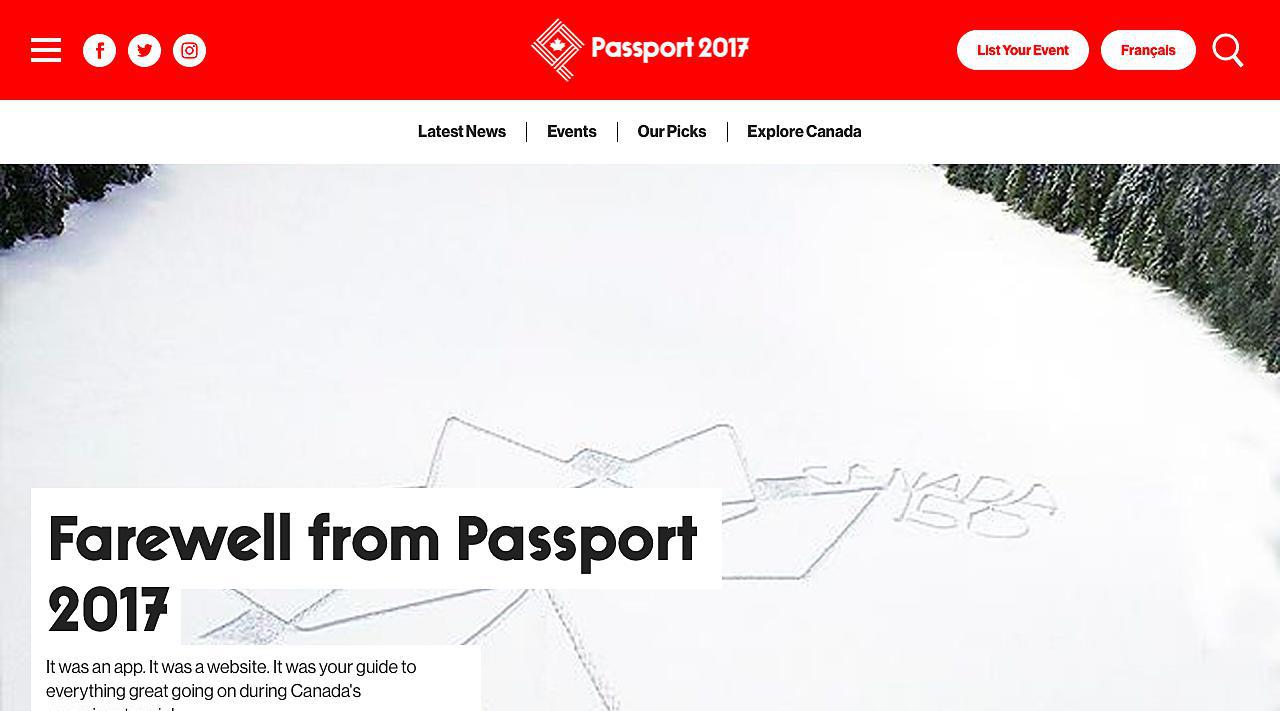 Passport 2017
List Your Event
Français
Latest News
Events
Our Picks
Explore Canada
CANADA
150
Farewell from Passport
2017
It was an app. It was a website. It was your guide to
everything great going on during Canada's